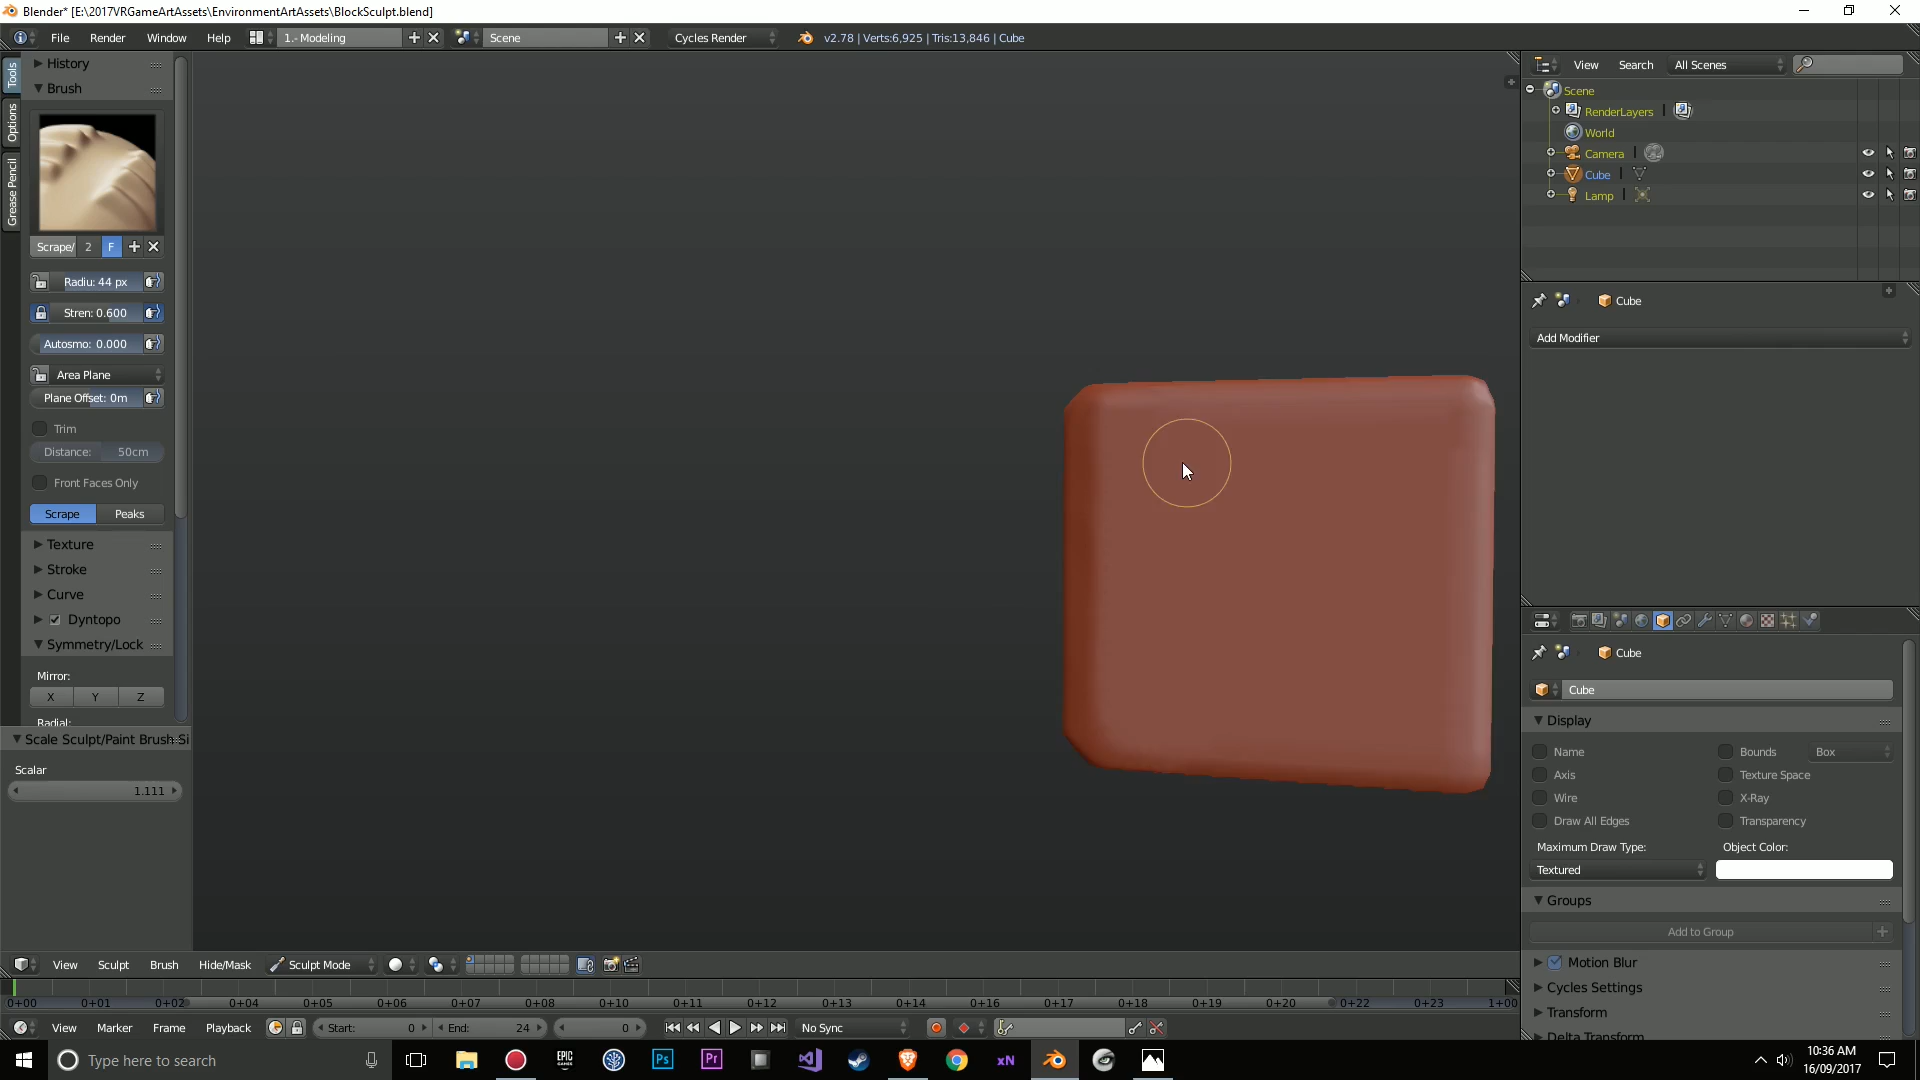 Blender* [E:\2017VRGameArtAssets\EnvironmentArtAssets\BlockSculpt.blend]
File Render Window Help 1.- Modeling Scene Cycles Render v2.78 | Verts:6,925 | Tris:13,846 | Cube
Tools
Options
Grease Pencil
History
Brush
Scrape/ 2 F
Radiu: 44 px
Stren: 0.600
Autosmo: 0.000
Area Plane
Plane Offset: 0m
Trim
Distance: 50cm
Front Faces Only
Scrape Peaks
Texture
Stroke
Curve
Dyntopo
Symmetry/Lock
Mirror:
X Y Z
Radial:
Scale Sculpt/Paint Brush Si
Scalar
1.111
View Search All Scenes
Scene
RenderLayers
World
Camera
Cube
Lamp
Cube
Add Modifier
Cube
Cube
Display
Name Bounds Box
Axis Texture Space
Wire X-Ray
Draw All Edges Transparency
Maximum Draw Type: Object Color:
Textured
Groups
Add to Group
Motion Blur
Cycles Settings
Transform
Delta Transform
View Sculpt Brush Hide/Mask Sculpt Mode
0+00 0+01 0+02 0+04 0+05 0+06 0+07 0+08 0+10 0+11 0+12 0+13 0+14 0+16 0+17 0+18 0+19 0+20 0+22 0+23 1+00
View Marker Frame Playback Start: 0 End: 24 0 No Sync
Type here to search
EPIC GAMES Ps Pr xN
10:36 AM
16/09/2017